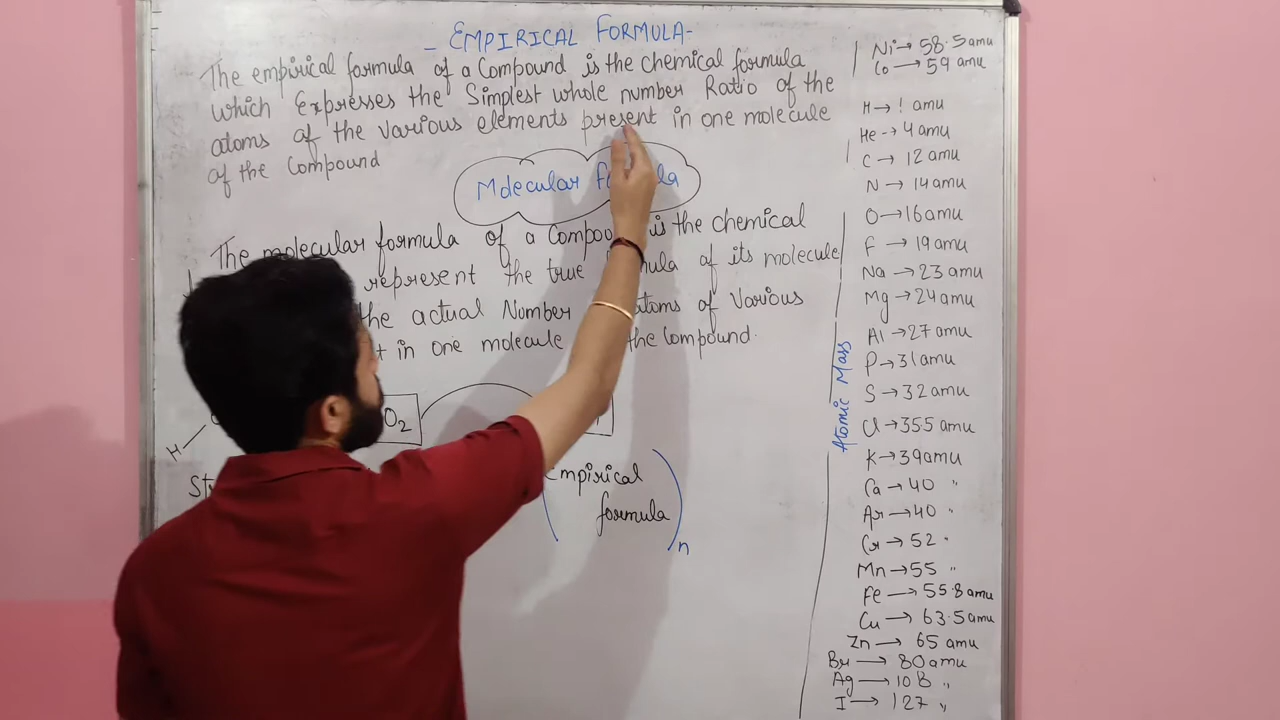 - EMPIRICAL FORMULA-
The empirical formula of a Compound is the chemical formula
which Expresses the Simplest whole number Ratio of the
atoms of the various elements present in one molecule
of the Compound
Molecular
The molecular formula of a is the chemical
represent the true of its molecule
the actual Number atoms of Various
in one molecule the Compound.
H
O2
Empirical
formula
n
Atomic Mass
Ni → 58.5 amu
Co → 59 amu
H → ! amu
He → 4 amu
C → 12 amu
N → 14 amu
O → 16 amu
F → 19 amu
Na → 23 amu
Mg → 24 amu
Al → 27 amu
P → 31 amu
S → 32 amu
Cl → 355 amu
K → 39 amu
Ca → 40 "
Ar → 40 "
Cr → 52 "
Mn → 55 "
Fe → 55.8 amu
Cu → 63.5 amu
Zn → 65 amu
Br → 80 amu
Ag → 108 "
I → 127 "